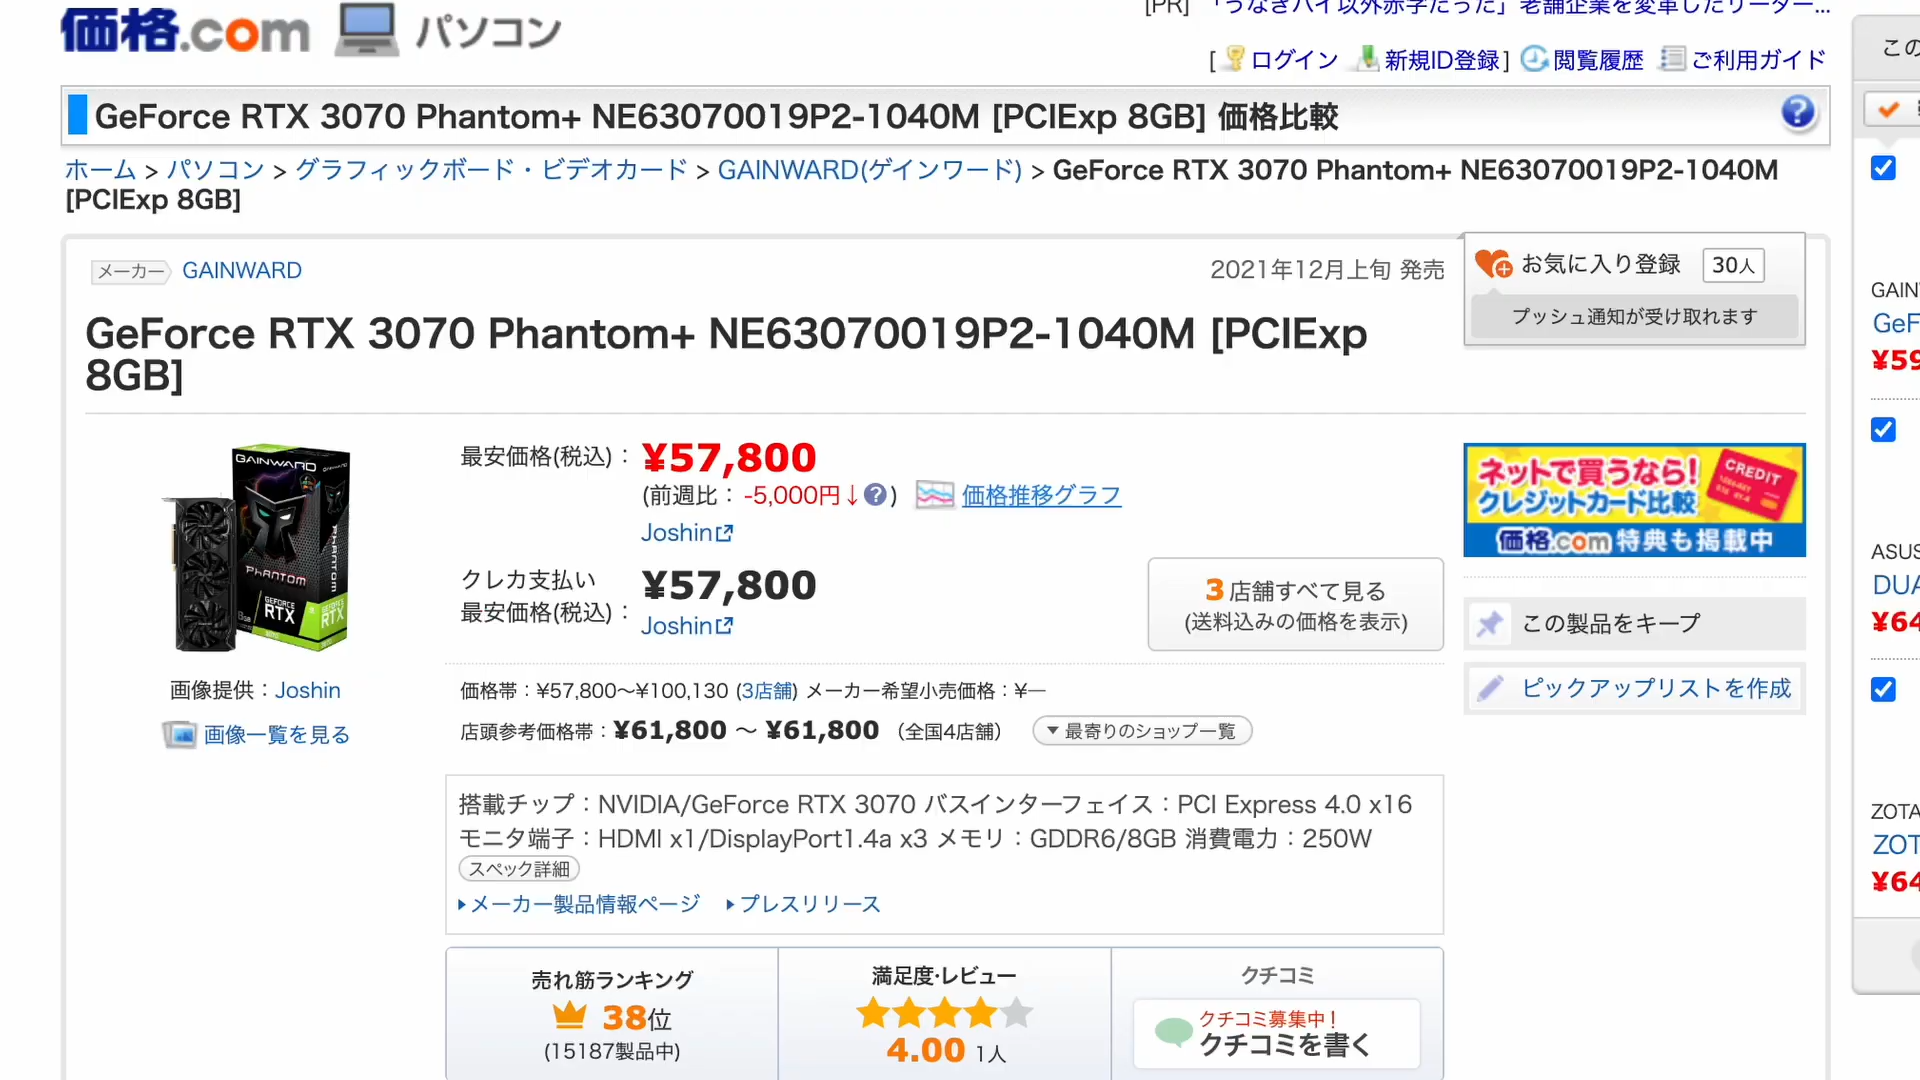 [PR] 「うなぎパイ以外赤字だった」老舗企業を変革したリーダー...
価格.com パソコン
[ ログイン 新規ID登録 ] 閲覧履歴 ご利用ガイド
GeForce RTX 3070 Phantom+ NE63070019P2-1040M [PCIExp 8GB] 価格比較
ホーム > パソコン > グラフィックボード・ビデオカード > GAINWARD(ゲインワード) > GeForce RTX 3070 Phantom+ NE63070019P2-1040M
[PCIExp 8GB]
メーカー GAINWARD
2021年12月上旬 発売
お気に入り登録 30人
プッシュ通知が受け取れます
GeForce RTX 3070 Phantom+ NE63070019P2-1040M [PCIExp
8GB]
GAINWARD
PHANTOM
GEFORCE
RTX
画像提供：Joshin
画像一覧を見る
最安価格(税込)： ¥57,800
(前週比：-5,000円↓?) 価格推移グラフ
Joshin
クレカ支払い
最安価格(税込)： ¥57,800
Joshin
3店舗すべて見る
(送料込みの価格を表示)
価格帯：¥57,800～¥100,130 (3店舗) メーカー希望小売価格：¥―
店頭参考価格帯：¥61,800 ～ ¥61,800 （全国4店舗） ▼最寄りのショップ一覧
搭載チップ：NVIDIA/GeForce RTX 3070 バスインターフェイス：PCI Express 4.0 x16
モニタ端子：HDMI x1/DisplayPort1.4a x3 メモリ：GDDR6/8GB 消費電力：250W
スペック詳細
メーカー製品情報ページ プレスリリース
売れ筋ランキング
38位
(15187製品中)
満足度・レビュー
4.00 1人
クチコミ
クチコミ募集中！
クチコミを書く
ネットで買うなら！
クレジットカード比較
CREDIT
価格.com 特典も掲載中
この製品をキープ
ピックアップリストを作成
この
GAIN
GeF
¥59
ASUS
DUA
¥64
ZOTA
ZOT
¥64